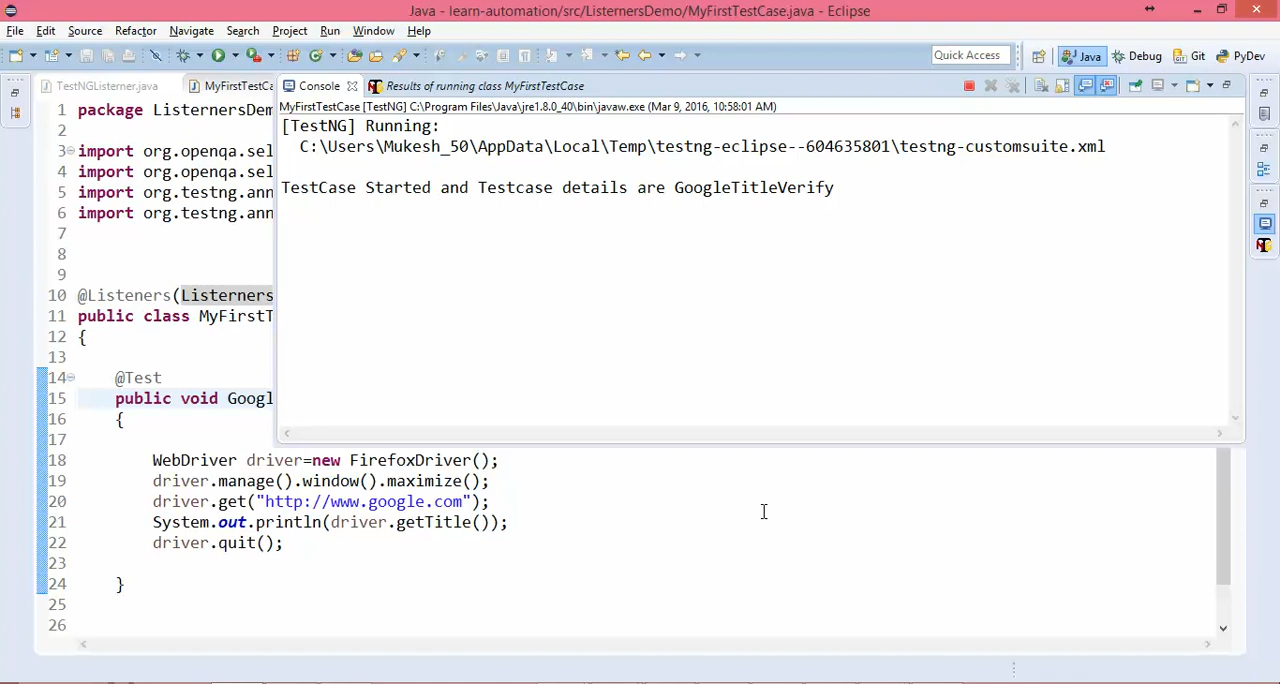 Java - learn-automation/src/ListernersDemo/MyFirstTestCase.java - Eclipse
File Edit Source Refactor Navigate Search Project Run Window Help
Quick Access Java Debug Git PyDev
TestNGListener.java MyFirstTestCa Console Results of running class MyFirstTestCase
MyFirstTestCase [TestNG] C:\Program Files\Java\jre1.8.0_40\bin\javaw.exe (Mar 9, 2016, 10:58:01 AM)
[TestNG] Running:
C:\Users\Mukesh_50\AppData\Local\Temp\testng-eclipse--604635801\testng-customsuite.xml
TestCase Started and Testcase details are GoogleTitleVerify
1 package ListernersDem
2
3 import org.openqa.sel
4 import org.openqa.sel
5 import org.testng.ann
6 import org.testng.ann
7
8
9
10 @Listeners(Listerners
11 public class MyFirstT
12 {
13
14 @Test
15 public void Googl
16 {
17
18 WebDriver driver=new FirefoxDriver();
19 driver.manage().window().maximize();
20 driver.get("http://www.google.com");
21 System.out.println(driver.getTitle());
22 driver.quit();
23
24 }
25
26